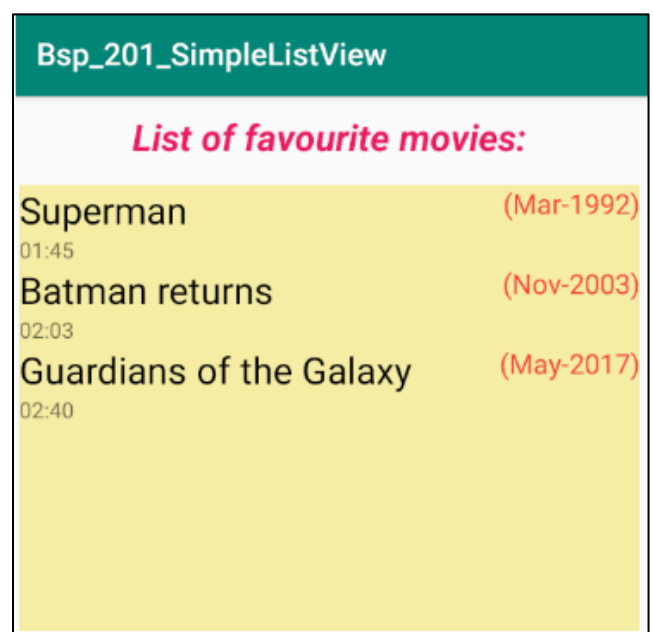 Bsp_201_SimpleListView
List of favourite movies:
Superman (Mar-1992)
01:45
Batman returns (Nov-2003)
02:03
Guardians of the Galaxy (May-2017)
02:40